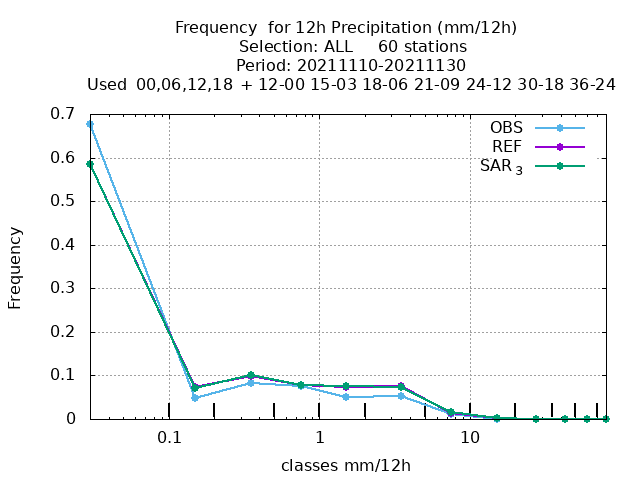 Frequency  for 12h Precipitation (mm/12h)
Selection: ALL     60 stations
Period: 20211110-20211130
Used  00,06,12,18  + 12-00 15-03 18-06 21-09 24-12 30-18 36-24
0.7
0.6
0.5
0.4
0.3
0.2
0.1
0
Frequency
OBS
REF
SAR 3
0.1 1 10
classes mm/12h